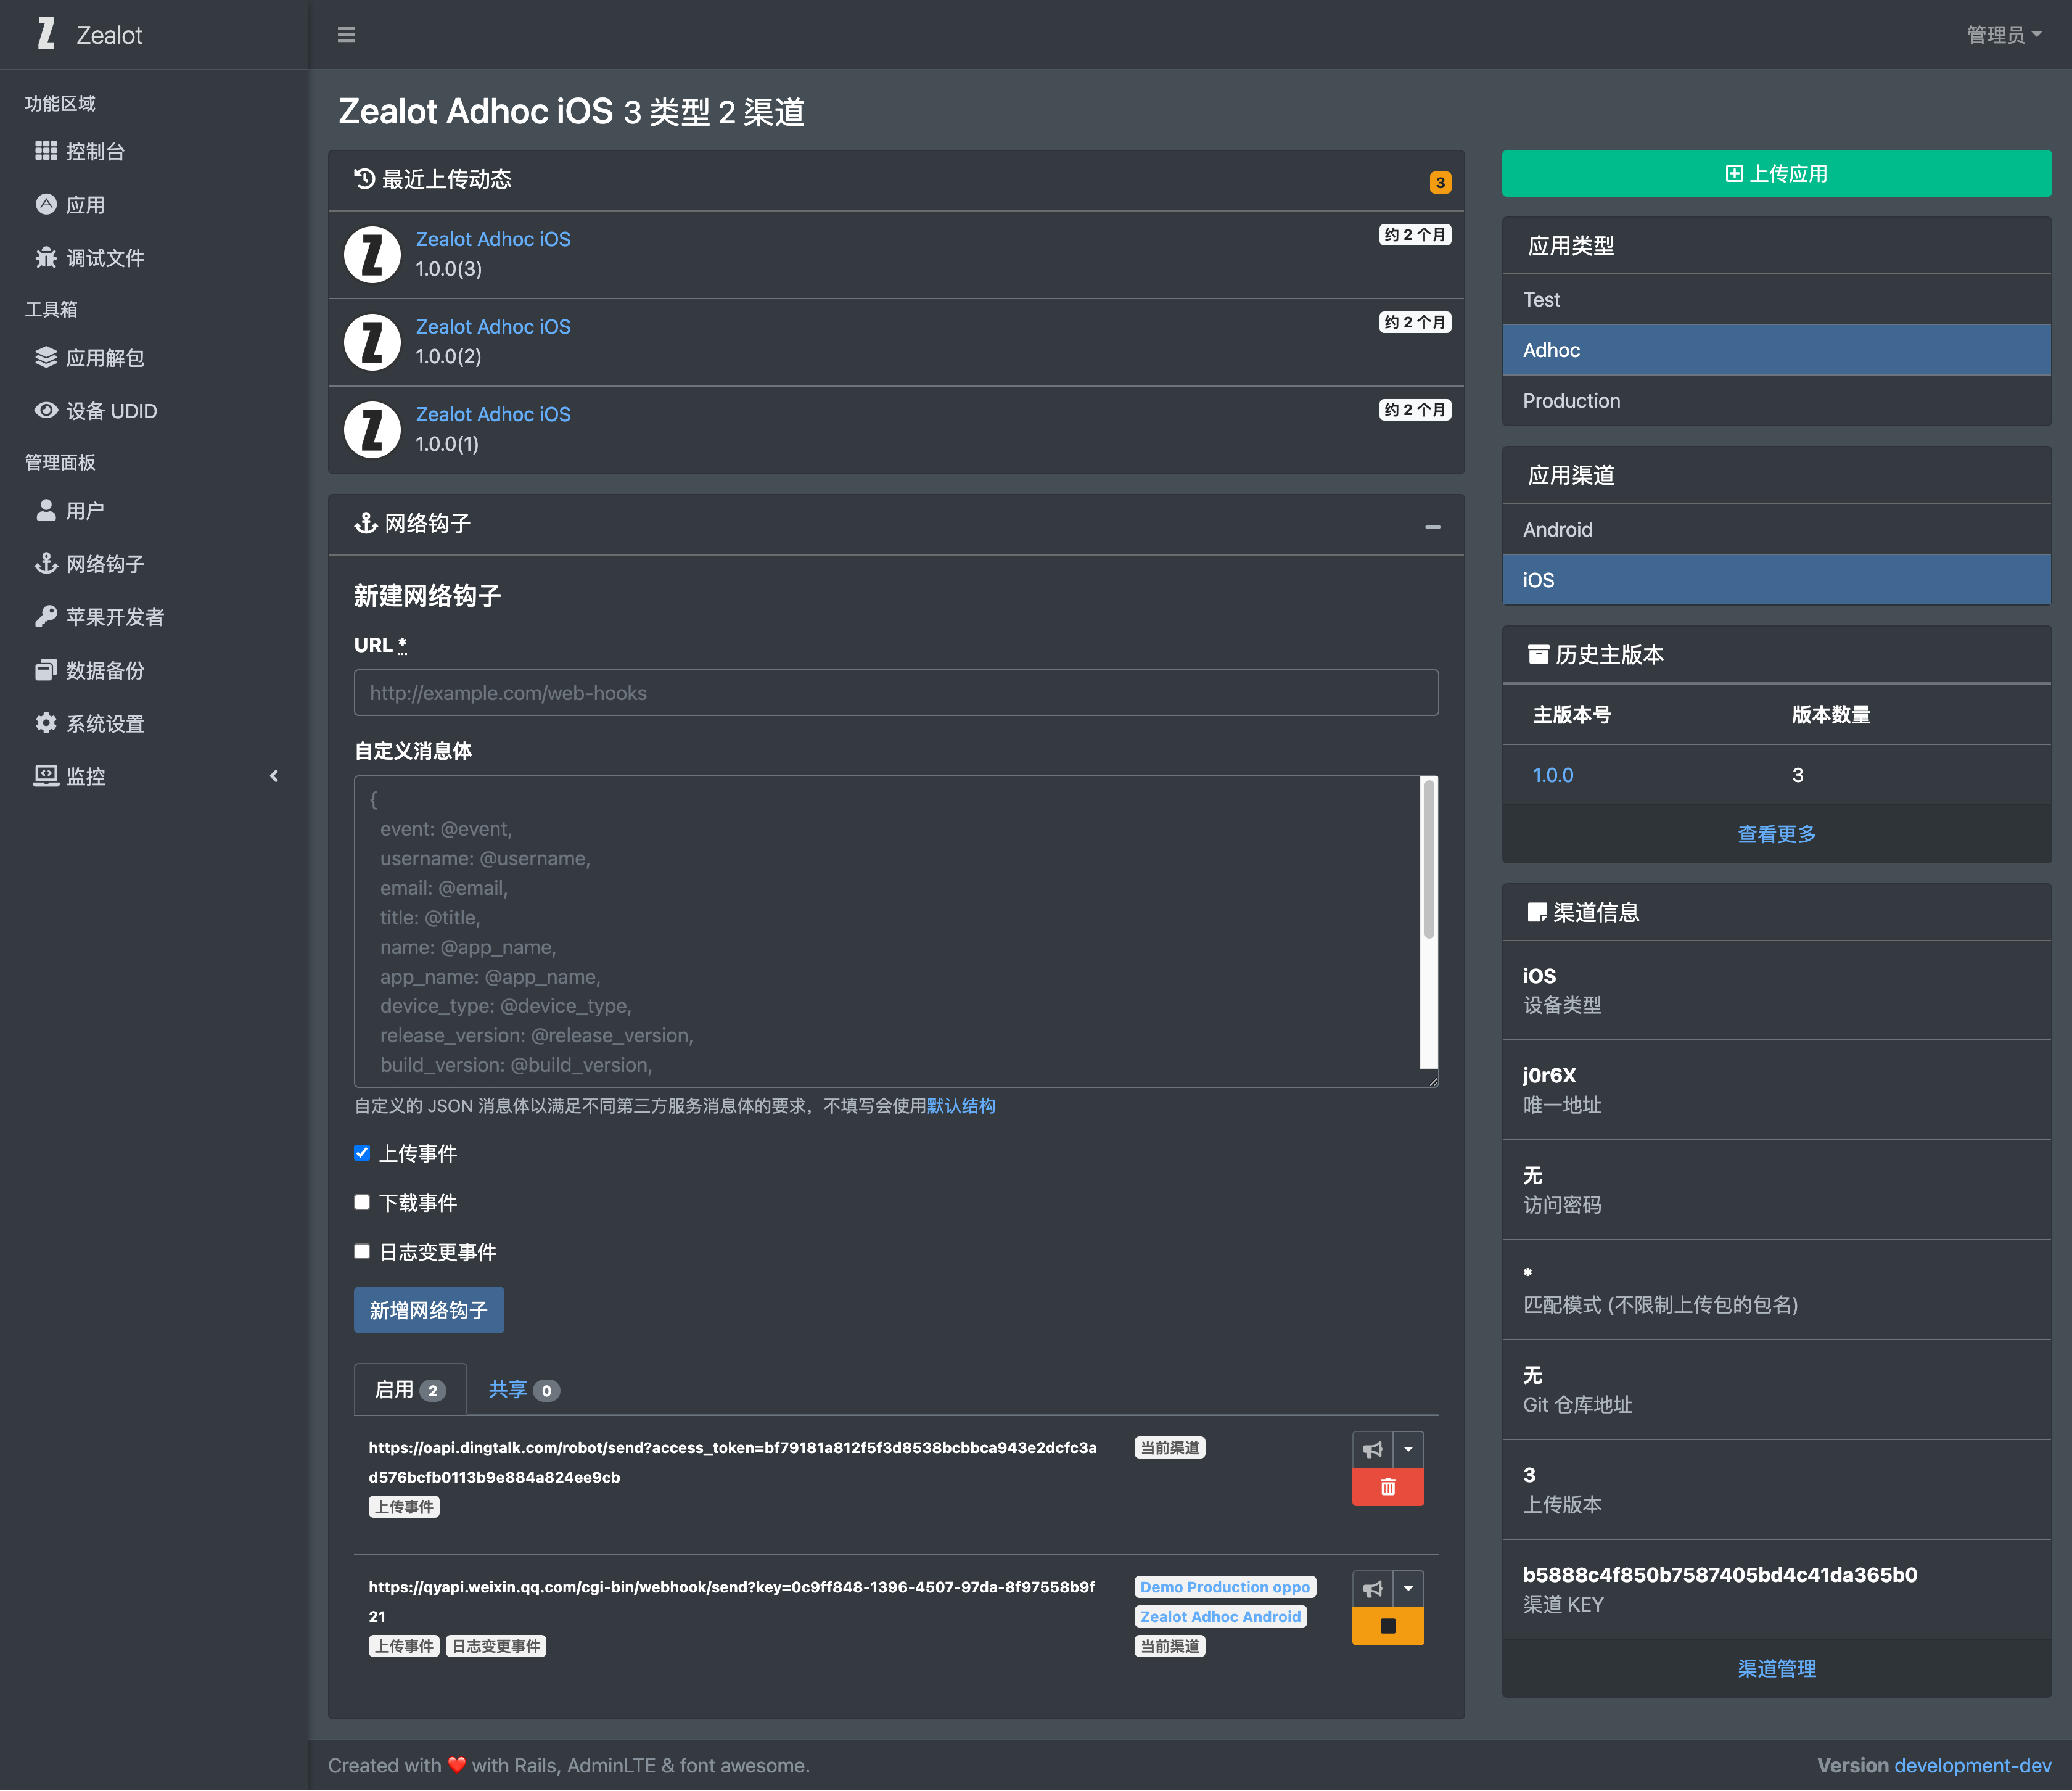 Zealot
管理员
功能区域
控制台
应用
调试文件
工具箱
应用解包
设备 UDID
管理面板
用户
网络钩子
苹果开发者
数据备份
系统设置
监控
Zealot Adhoc iOS 3 类型 2 渠道
最近上传动态
3
Zealot Adhoc iOS
约 2 个月
1.0.0(3)
Zealot Adhoc iOS
约 2 个月
1.0.0(2)
Zealot Adhoc iOS
约 2 个月
1.0.0(1)
网络钩子
新建网络钩子
URL *
http://example.com/web-hooks
自定义消息体
{
event: @event,
username: @username,
email: @email,
title: @title,
name: @app_name,
app_name: @app_name,
device_type: @device_type,
release_version: @release_version,
build_version: @build_version,
自定义的 JSON 消息体以满足不同第三方服务消息体的要求，不填写会使用默认结构
上传事件
下载事件
日志变更事件
新增网络钩子
启用 2
共享 0
https://oapi.dingtalk.com/robot/send?access_token=bf79181a812f5f3d8538bcbbca943e2dcfc3a
d576bcfb0113b9e884a824ee9cb
上传事件
当前渠道
https://qyapi.weixin.qq.com/cgi-bin/webhook/send?key=0c9ff848-1396-4507-97da-8f97558b9f
21
上传事件 日志变更事件
Demo Production oppo
Zealot Adhoc Android
当前渠道
上传应用
应用类型
Test
Adhoc
Production
应用渠道
Android
iOS
历史主版本
主版本号 版本数量
1.0.0 3
查看更多
渠道信息
iOS
设备类型
j0r6X
唯一地址
无
访问密码
*
匹配模式 (不限制上传包的包名)
无
Git 仓库地址
3
上传版本
b5888c4f850b7587405bd4c41da365b0
渠道 KEY
渠道管理
Created with ❤️ with Rails, AdminLTE & font awesome.
Version development-dev